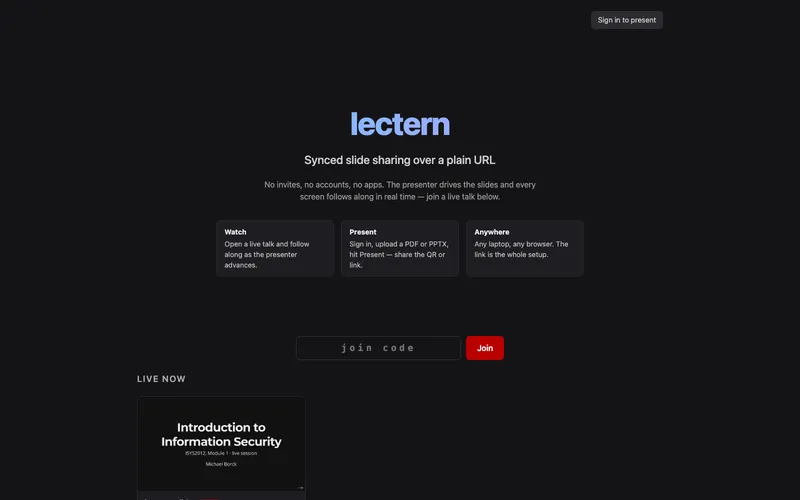 Sign in to present
lectern
Synced slide sharing over a plain URL
No invites, no accounts, no apps. The presenter drives the slides and every
screen follows along in real time — join a live talk below.
Watch
Open a live talk and follow
along as the presenter
advances.
Present
Sign in, upload a PDF or PPTX,
hit Present — share the QR or
link.
Anywhere
Any laptop, any browser. The
link is the whole setup.
join code
Join
LIVE NOW
Introduction to
Information Security
ISYS2012, Module 1 · live session
Michael Borck